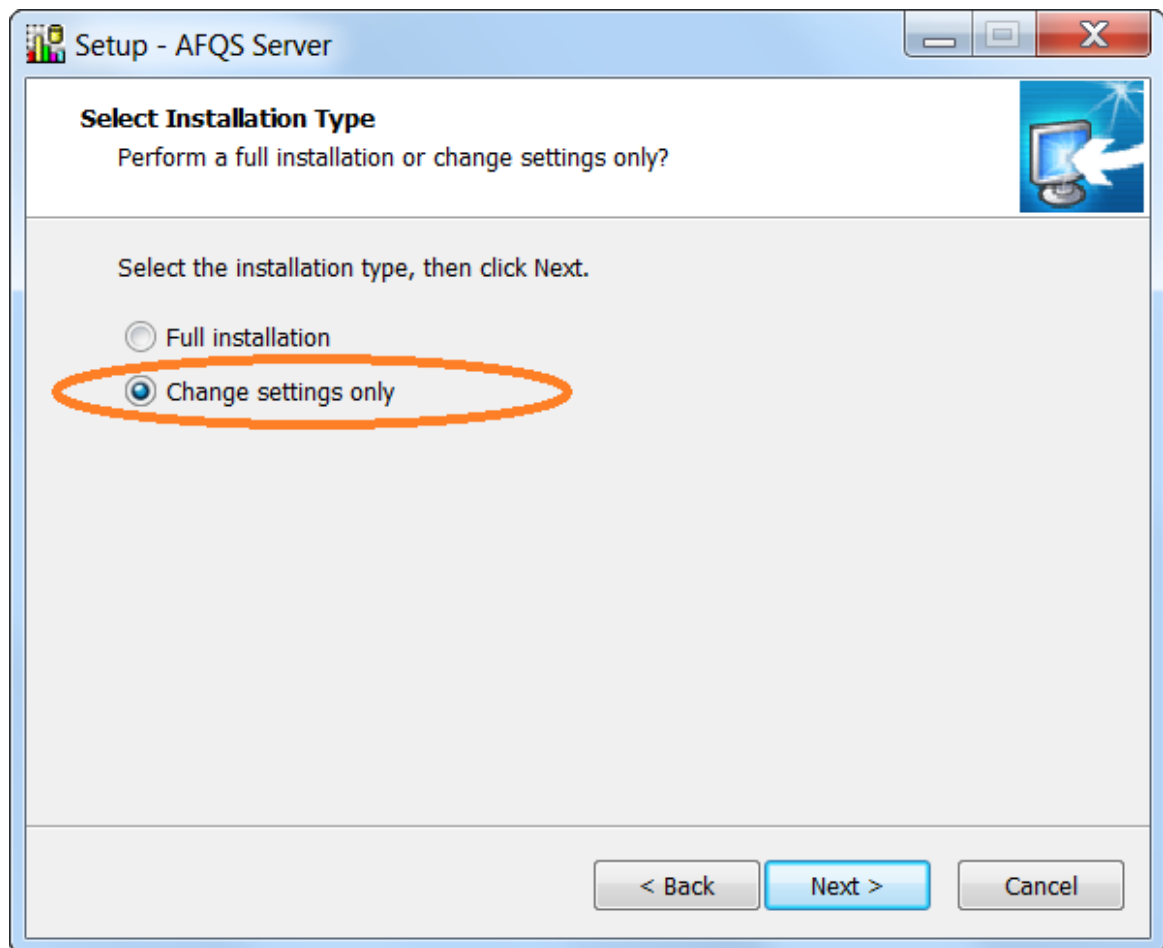 Setup - AFQS Server
Select Installation Type
Perform a full installation or change settings only?
Select the installation type, then click Next.
Full installation
Change settings only
< Back Next > Cancel